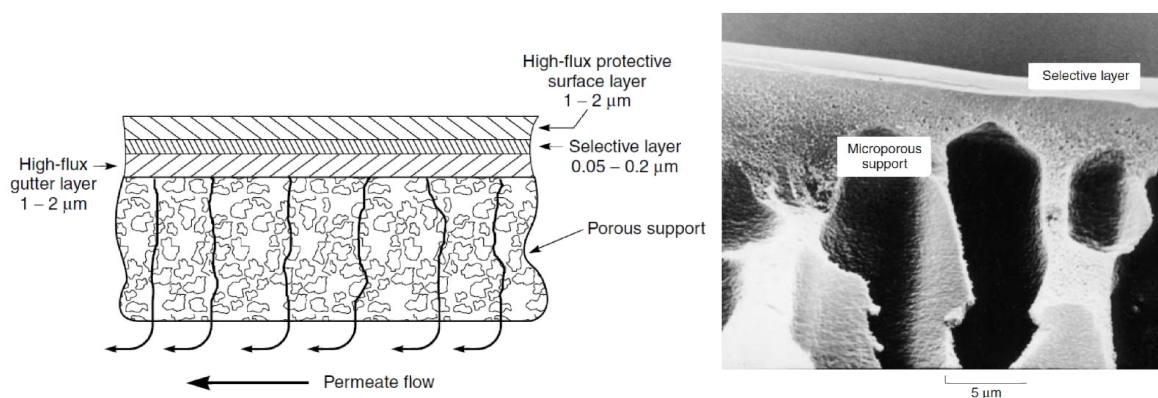 High-flux protective
surface layer
1 – 2 μm
Selective layer
0.05 – 0.2 μm
High-flux
gutter layer
1 – 2 μm
Porous support
Permeate flow
Selective layer
Microporous
support
5 μm